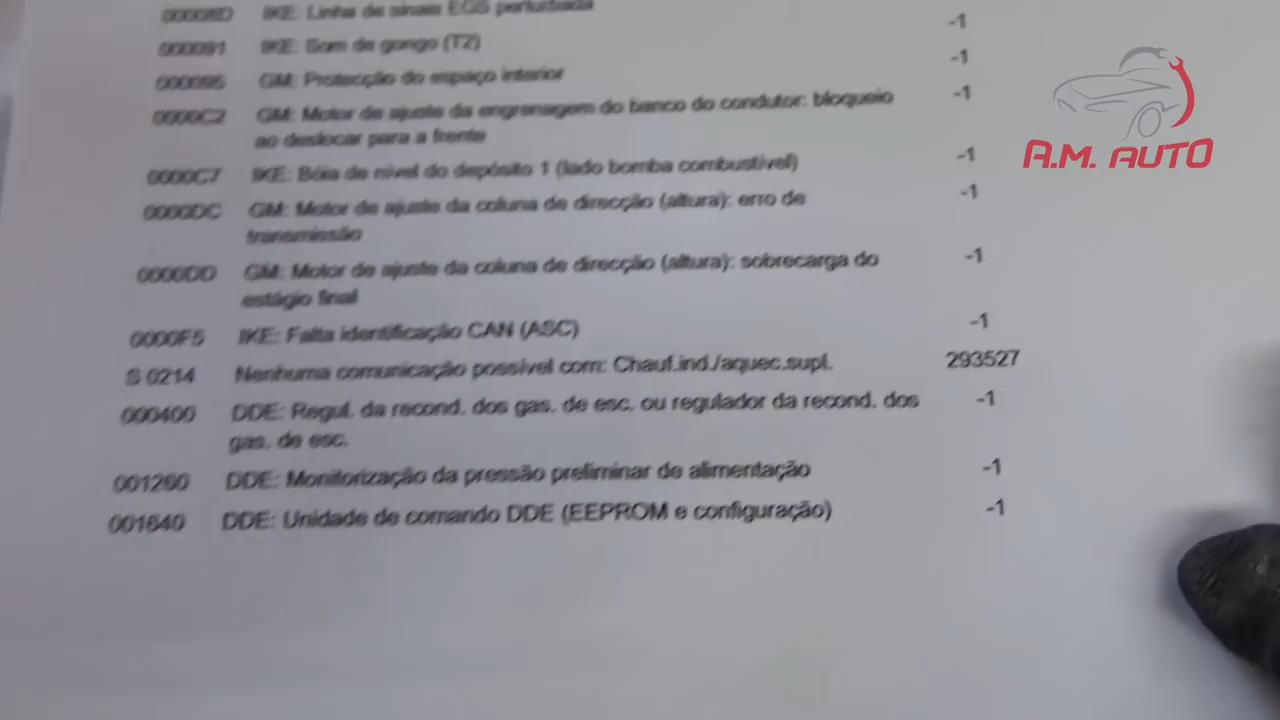 00008D IKE: Linha de sinais EGS perturbada -1
000091 IKE: Som de gongo (T2) -1
000095 GM: Protecção do espaço interior -1
0000C2 GM: Motor de ajuste da engrenagem do banco do condutor: bloqueio
ao deslocar para a frente
0000C7 IKE: Bóia de nível do depósito 1 (lado bomba combustível) -1
0000DC GM: Motor de ajuste da coluna de direcção (altura): erro de -1
transmissão
0000DD GM: Motor de ajuste da coluna de direcção (altura): sobrecarga do -1
estágio final
0000F5 IKE: Falta identificação CAN (ASC) -1
S 0214 Nenhuma comunicação possível com: Chauf.ind./aquec.supl. 293527
000400 DDE: Regul. da recond. dos gas. de esc. ou regulador da recond. dos -1
gas. de esc.
001260 DDE: Monitorização da pressão preliminar de alimentação -1
001640 DDE: Unidade de comando DDE (EEPROM e configuração) -1
A.M. AUTO